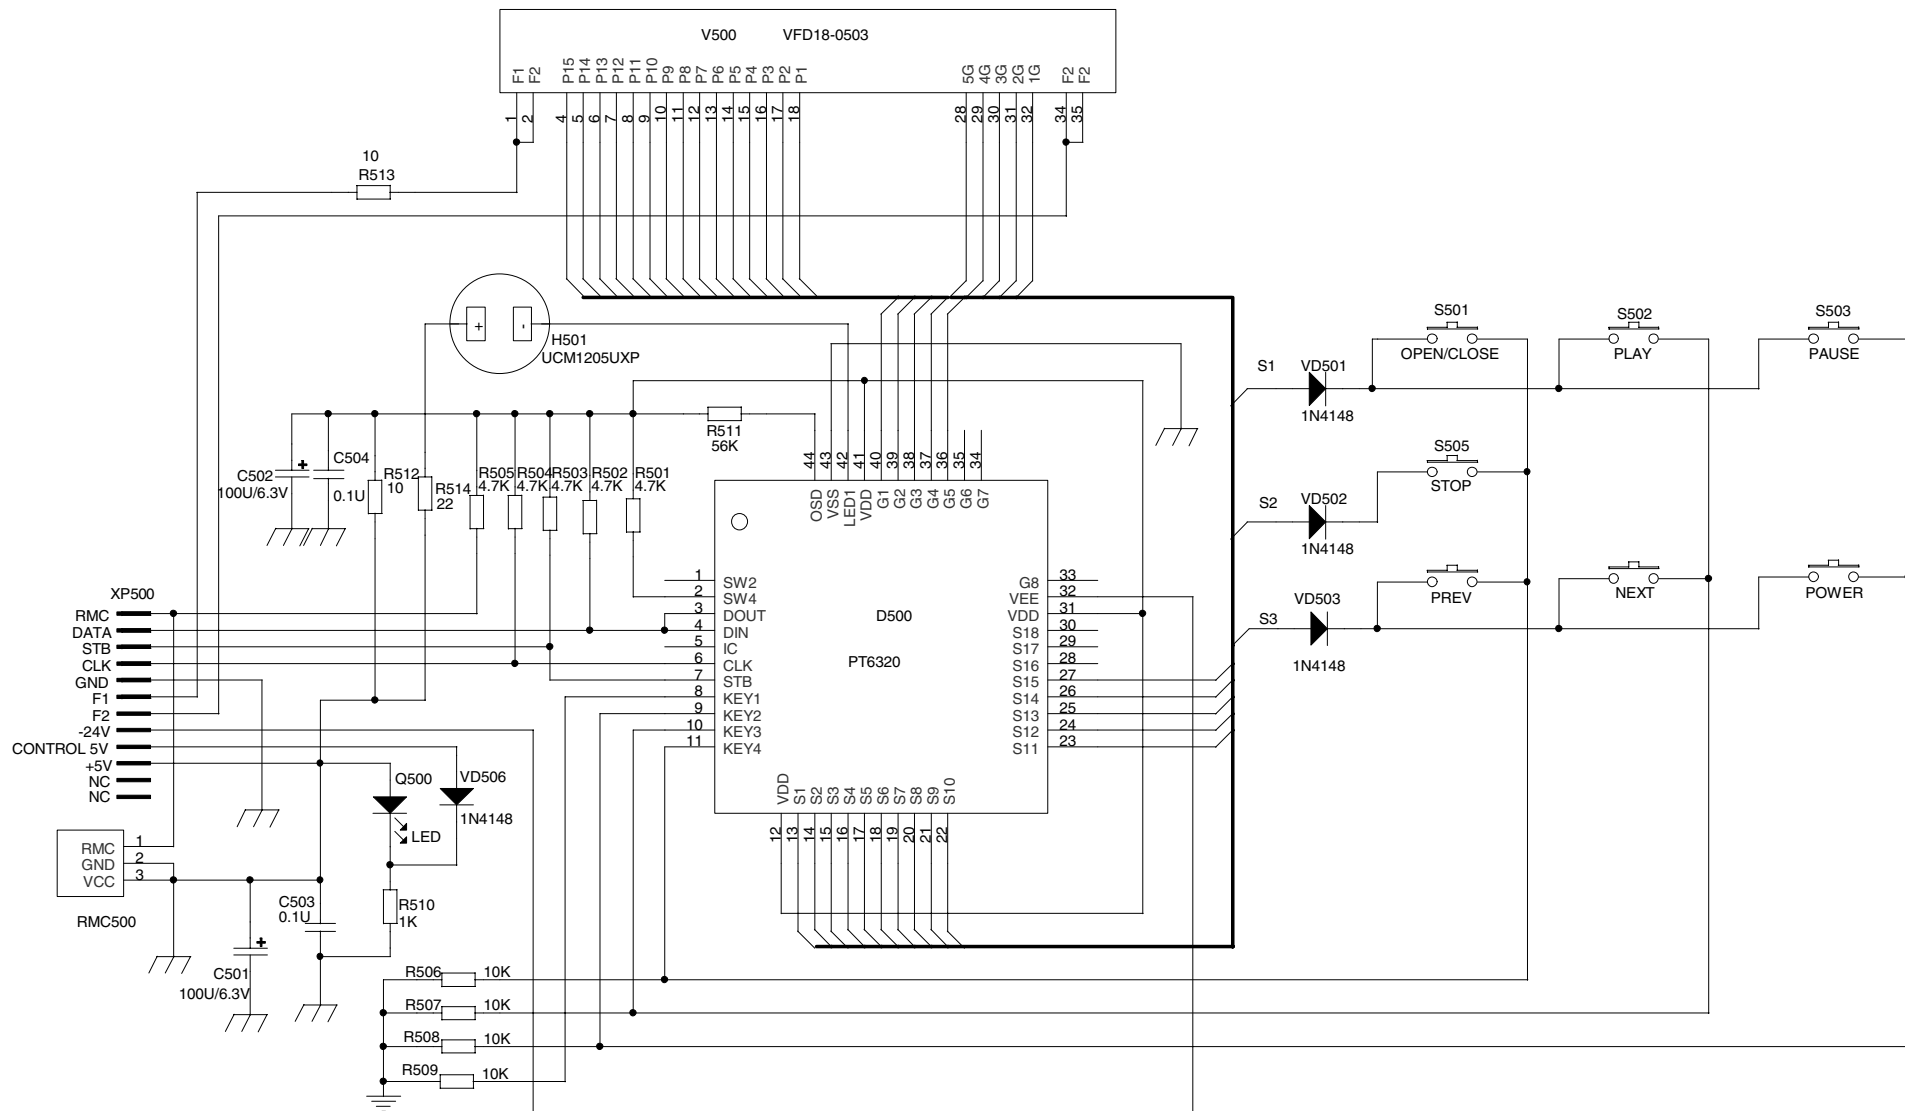 V500 VFD18-0503
F1 F2 P15 P14 P13 P12 P11 P10 P9 P8 P7 P6 P5 P4 P3 P2 P1 5G 4G 3G 2G 1G F2 F2
1 2 4 5 6 7 8 9 10 11 12 13 14 15 16 17 18 28 29 30 31 32 34 35
10
R513
+ -
H501
UCM1205UXP
S501
OPEN/CLOSE
S502
PLAY
S503
PAUSE
S1 VD501
1N4148
R511
56K
C502
100U/6.3V
+
C504
0.1U
R512
10
R514
22
R505
4.7K
R504
4.7K
R503
4.7K
R502
4.7K
R501
4.7K
44 43 42 41 40 39 38 37 36 35 34
OSD VSS LED1 VDD G1 G2 G3 G4 G5 G6 G7
S505
STOP
S2 VD502
1N4148
PREV
NEXT
POWER
S3 VD503
1N4148
1 SW2
2 SW4
3 DOUT
4 DIN
5 IC
6 CLK
7 STB
8 KEY1
9 KEY2
10 KEY3
11 KEY4
D500
PT6320
G8 33
VEE 32
VDD 31
S18 30
S17 29
S16 28
S15 27
S14 26
S13 25
S12 24
S11 23
VDD S1 S2 S3 S4 S5 S6 S7 S8 S9 S10
12 13 14 15 16 17 18 19 20 21 22
XP500
RMC
DATA
STB
CLK
GND
F1
F2
-24V
CONTROL 5V
+5V
NC
NC
Q500
LED
VD506
1N4148
RMC 1
GND 2
VCC 3
RMC500
C503
0.1U
R510
1K
+
C501
100U/6.3V
R506 10K
R507 10K
R508 10K
R509 10K